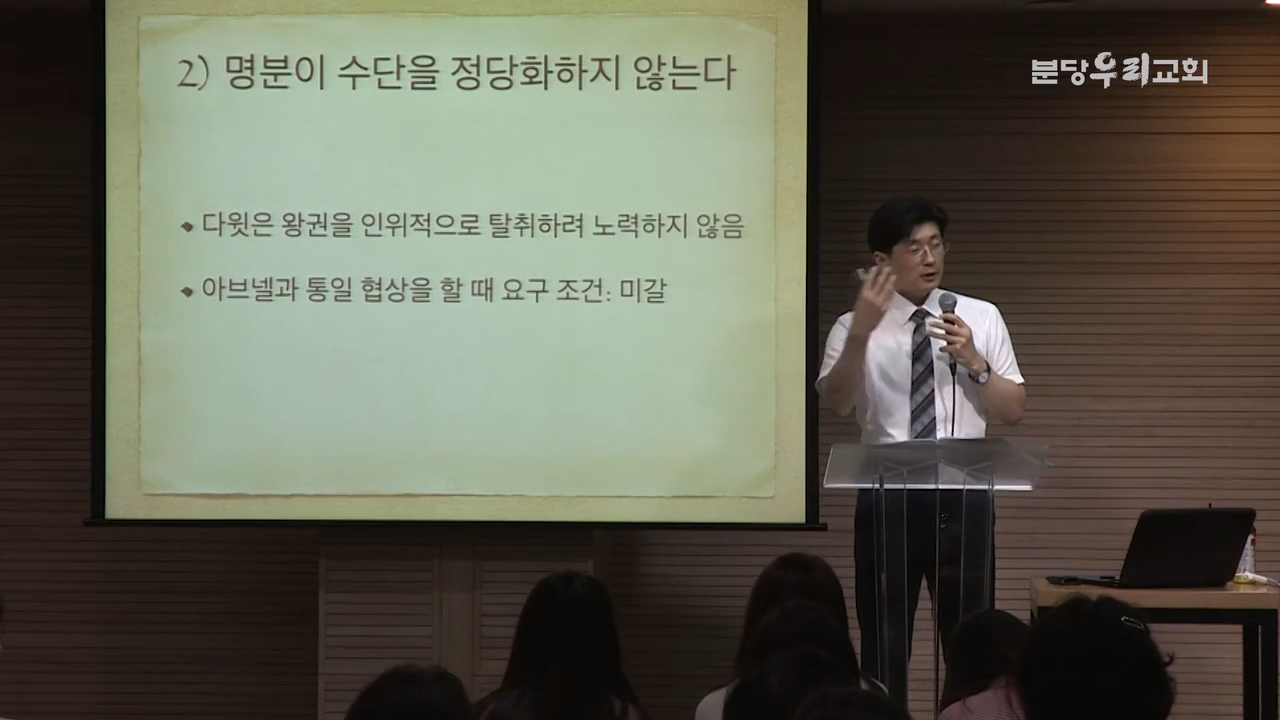 2) 명분이 수단을 정당화하지 않는다
분당우리교회
다윗은 왕권을 인위적으로 탈취하려 노력하지 않음
아브넬과 통일 협상을 할 때 요구 조건: 미갈